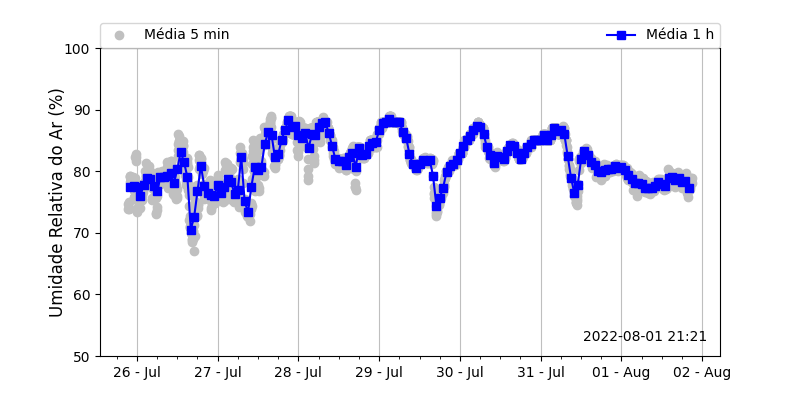 Média 5 min
Média 1 h
100
90
80
70
60
50
Umidade Relativa do Ar (%)
2022-08-01 21:21
26 - Jul
27 - Jul
28 - Jul
29 - Jul
30 - Jul
31 - Jul
01 - Aug
02 - Aug